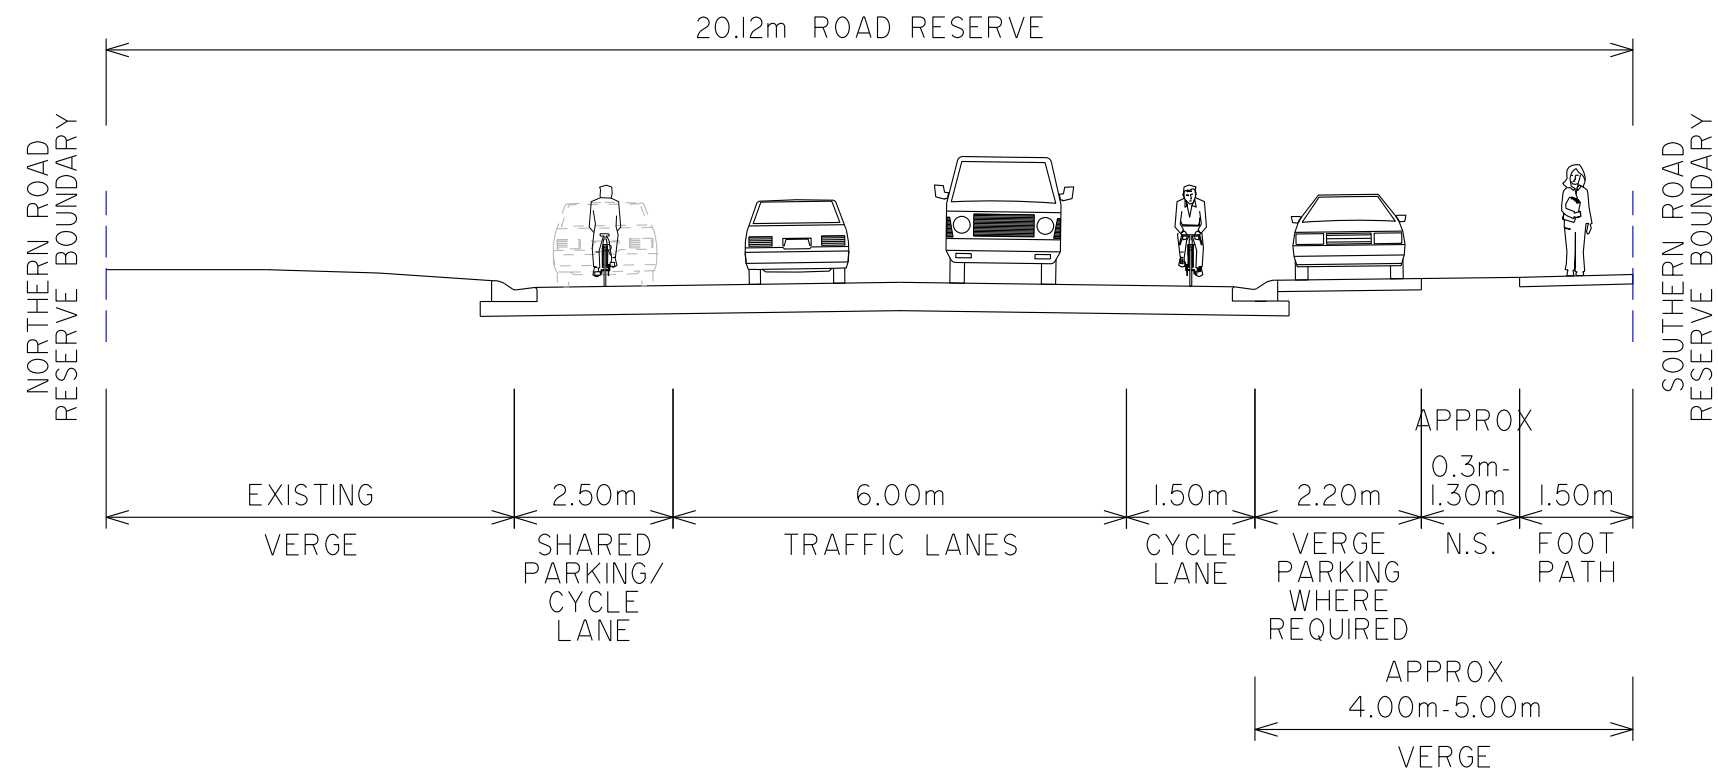 20.12m ROAD RESERVE
NORTHERN ROAD
RESERVE BOUNDARY
SOUTHERN ROAD
RESERVE BOUNDARY
EXISTING
VERGE
2.50m
SHARED
PARKING/
CYCLE
LANE
6.00m
TRAFFIC LANES
1.50m
CYCLE
LANE
2.20m
VERGE
PARKING
WHERE
REQUIRED
APPROX
0.3m-
1.30m
N.S.
1.50m
FOOT
PATH
APPROX
4.00m-5.00m
VERGE